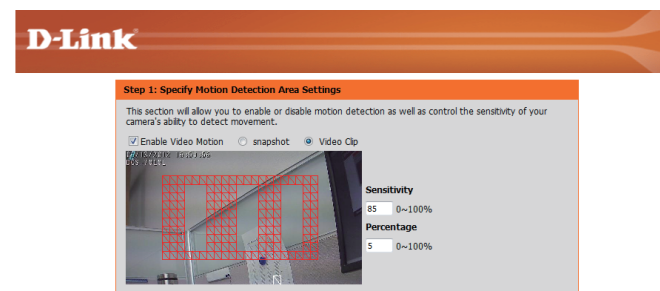 D-Link
Step 1: Specify Motion Detection Area Settings
This section will allow you to enable or disable motion detection as well as control the sensitivity of your
camera's ability to detect movement.
Enable Video Motion snapshot Video Clip
Sensitivity
85 0~100%
Percentage
5 0~100%